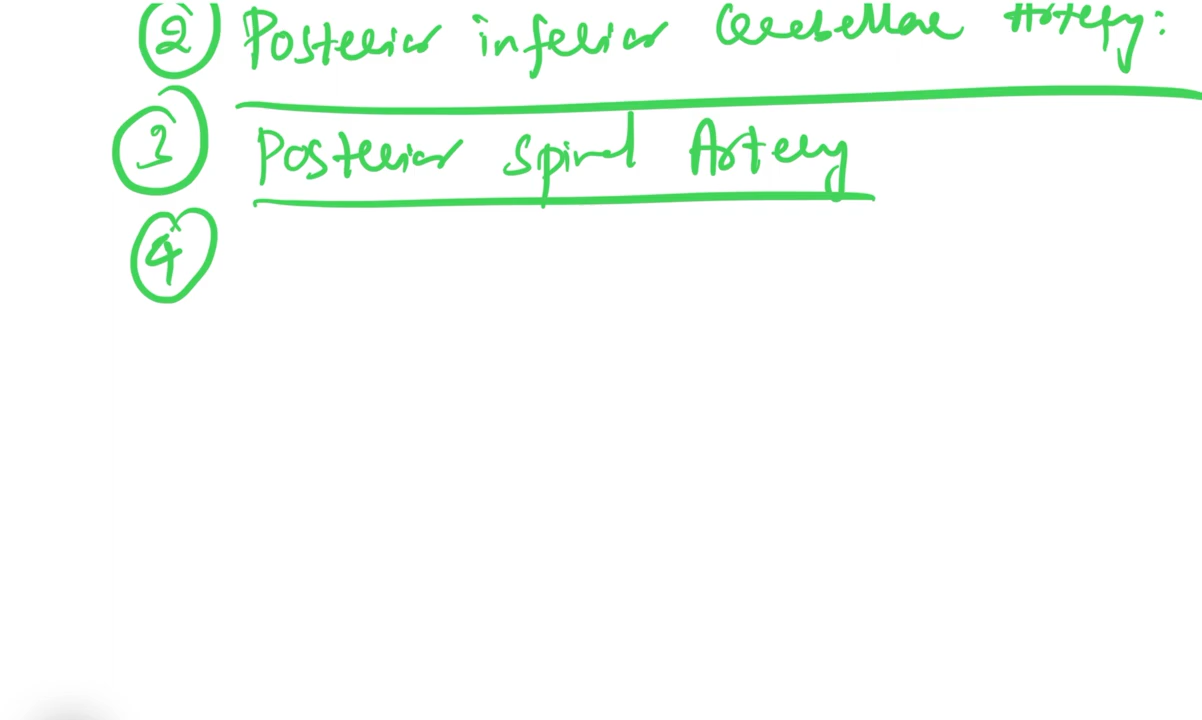 ② Posterior inferior Cerebellar Artery:
③ Posterior Spinal Artery
④